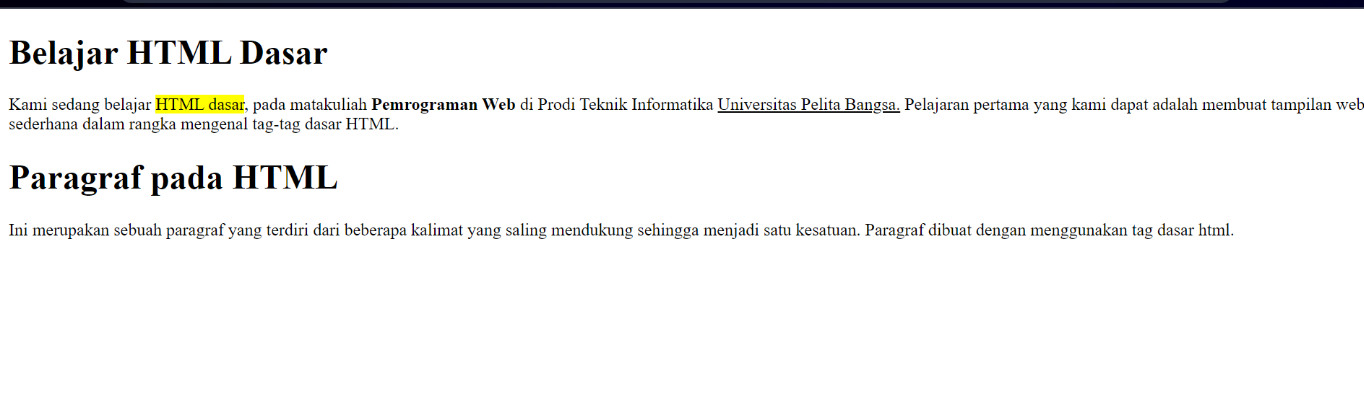 Belajar HTML Dasar
Kami sedang belajar HTML dasar, pada matakuliah Pemrograman Web di Prodi Teknik Informatika Universitas Pelita Bangsa. Pelajaran pertama yang kami dapat adalah membuat tampilan web
sederhana dalam rangka mengenal tag-tag dasar HTML.
Paragraf pada HTML
Ini merupakan sebuah paragraf yang terdiri dari beberapa kalimat yang saling mendukung sehingga menjadi satu kesatuan. Paragraf dibuat dengan menggunakan tag dasar html.